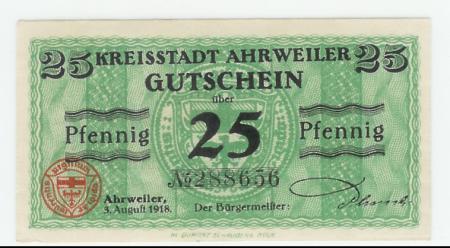 25 KREISSTADT AHRWEILER 25
GUTSCHEIN
über
Pfennig 25 Pfennig
№288656
Ahrweiler,
3. August 1918. Der Bürgermeister: